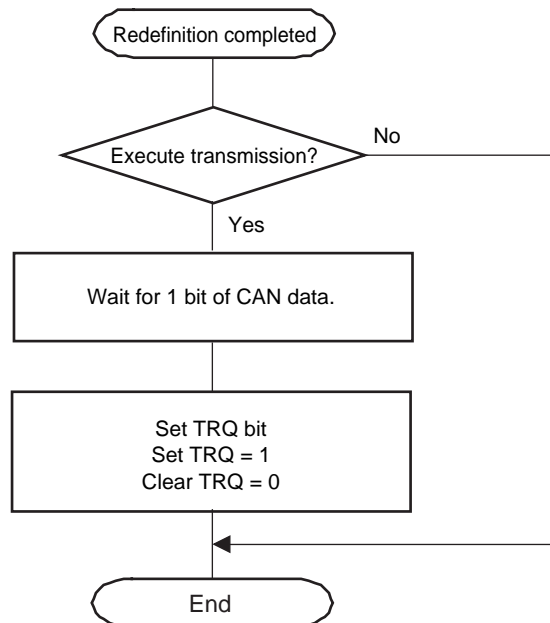 Redefinition completed
Execute transmission?
No
Yes
Wait for 1 bit of CAN data.
Set TRQ bit
Set TRQ = 1
Clear TRQ = 0
End